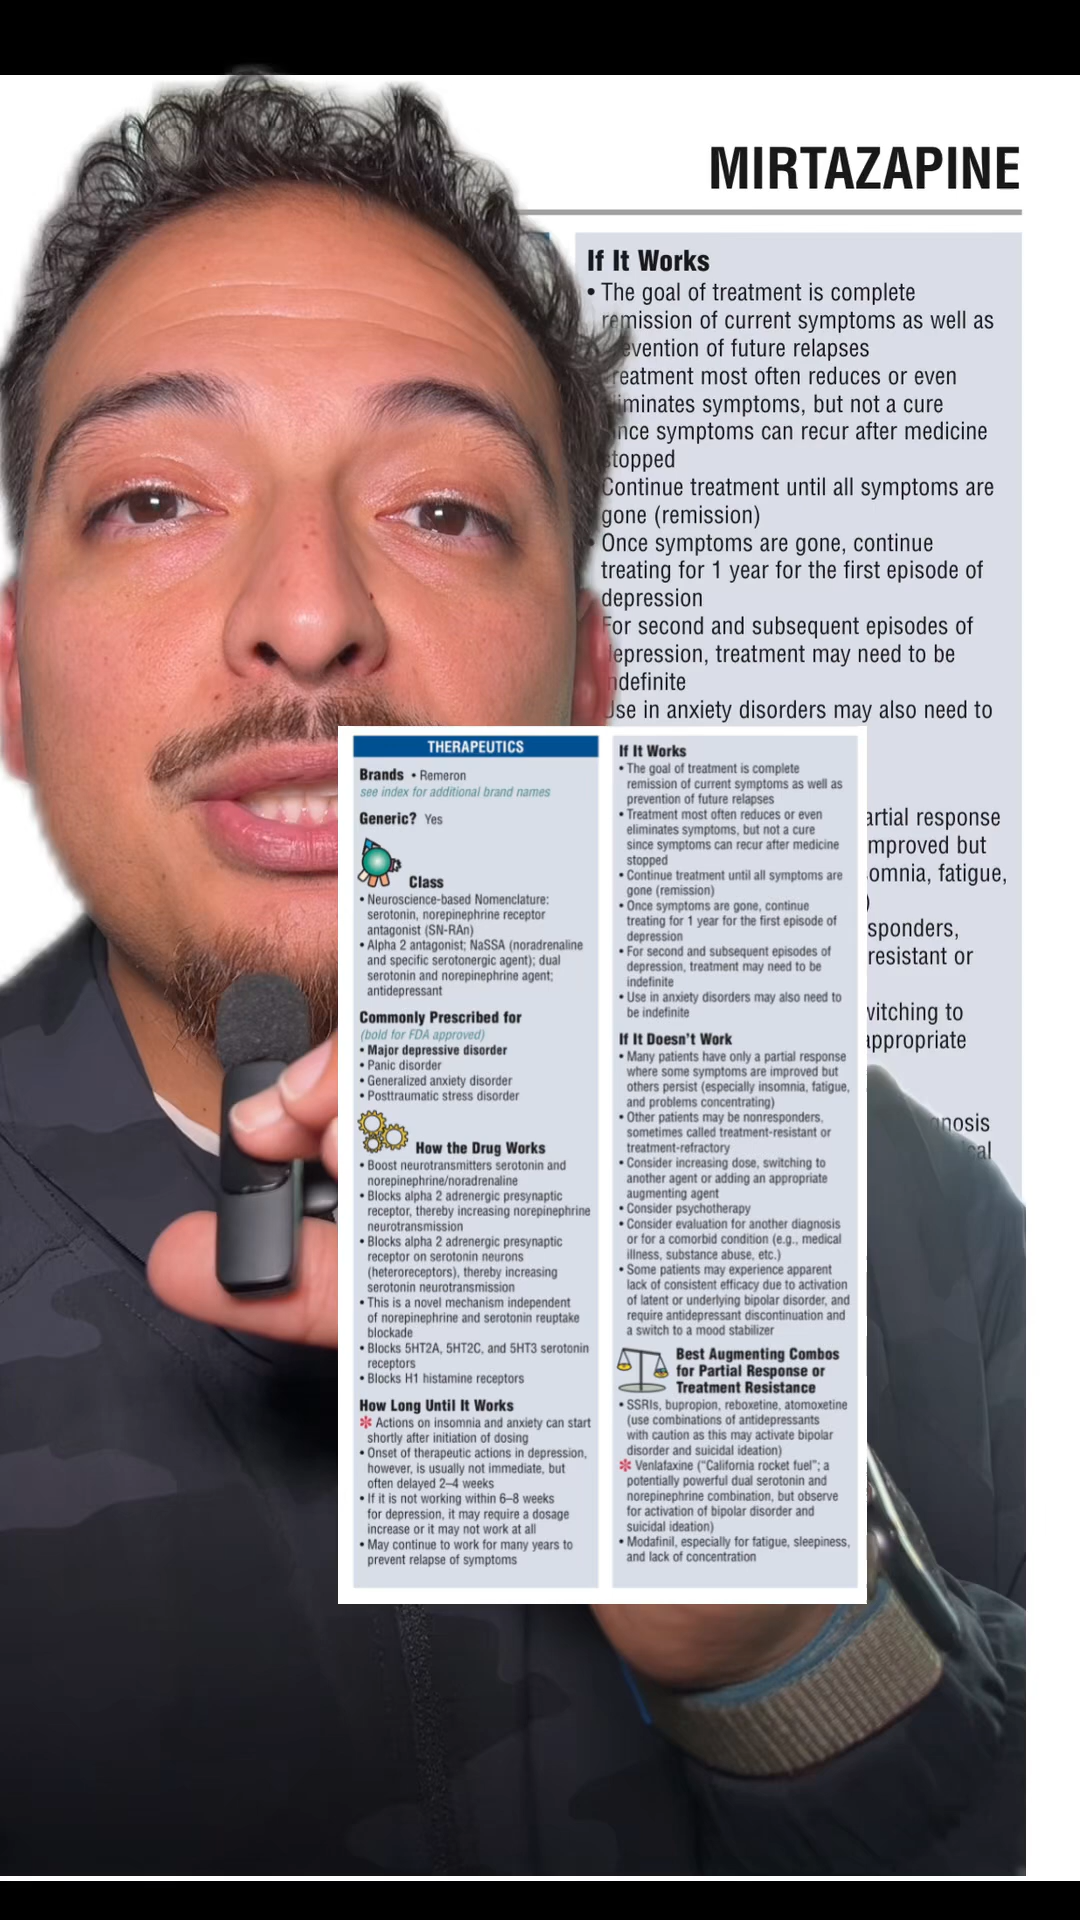 MIRTAZAPINE
If It Works
• The goal of treatment is complete
remission of current symptoms as well as
evention of future relapses
reatment most often reduces or even
iminates symptoms, but not a cure
nce symptoms can recur after medicine
stopped
Continue treatment until all symptoms are
gone (remission)
• Once symptoms are gone, continue
treating for 1 year for the first episode of
depression
For second and subsequent episodes of
depression, treatment may need to be
indefinite
Use in anxiety disorders may also need to
artial response
mproved but
omnia, fatigue,
)
sponders,
resistant or
vitching to
appropriate
gnosis
cal
THERAPEUTICS
Brands • Remeron
see index for additional brand names
Generic? Yes
Class
• Neuroscience-based Nomenclature:
serotonin, norepinephrine receptor
antagonist (SN-RAn)
• Alpha 2 antagonist; NaSSA (noradrenaline
and specific serotonergic agent); dual
serotonin and norepinephrine agent;
antidepressant
Commonly Prescribed for
(bold for FDA approved)
• Major depressive disorder
• Panic disorder
• Generalized anxiety disorder
• Posttraumatic stress disorder
How the Drug Works
• Boost neurotransmitters serotonin and
norepinephrine/noradrenaline
• Blocks alpha 2 adrenergic presynaptic
receptor, thereby increasing norepinephrine
neurotransmission
• Blocks alpha 2 adrenergic presynaptic
receptor on serotonin neurons
(heteroreceptors), thereby increasing
serotonin neurotransmission
• This is a novel mechanism independent
of norepinephrine and serotonin reuptake
blockade
• Blocks 5HT2A, 5HT2C, and 5HT3 serotonin
receptors
• Blocks H1 histamine receptors
How Long Until It Works
✻ Actions on insomnia and anxiety can start
shortly after initiation of dosing
• Onset of therapeutic actions in depression,
however, is usually not immediate, but
often delayed 2–4 weeks
• If it is not working within 6–8 weeks
for depression, it may require a dosage
increase or it may not work at all
• May continue to work for many years to
prevent relapse of symptoms
If It Works
• The goal of treatment is complete
remission of current symptoms as well as
prevention of future relapses
• Treatment most often reduces or even
eliminates symptoms, but not a cure
since symptoms can recur after medicine
stopped
• Continue treatment until all symptoms are
gone (remission)
• Once symptoms are gone, continue
treating for 1 year for the first episode of
depression
• For second and subsequent episodes of
depression, treatment may need to be
indefinite
• Use in anxiety disorders may also need to
be indefinite
If It Doesn't Work
• Many patients have only a partial response
where some symptoms are improved but
others persist (especially insomnia, fatigue,
and problems concentrating)
• Other patients may be nonresponders,
sometimes called treatment-resistant or
treatment-refractory
• Consider increasing dose, switching to
another agent or adding an appropriate
augmenting agent
• Consider psychotherapy
• Consider evaluation for another diagnosis
or for a comorbid condition (e.g., medical
illness, substance abuse, etc.)
• Some patients may experience apparent
lack of consistent efficacy due to activation
of latent or underlying bipolar disorder, and
require antidepressant discontinuation and
a switch to a mood stabilizer
Best Augmenting Combos
for Partial Response or
Treatment Resistance
• SSRIs, bupropion, reboxetine, atomoxetine
(use combinations of antidepressants
with caution as this may activate bipolar
disorder and suicidal ideation)
✻ Venlafaxine ("California rocket fuel"; a
potentially powerful dual serotonin and
norepinephrine combination, but observe
for activation of bipolar disorder and
suicidal ideation)
• Modafinil, especially for fatigue, sleepiness,
and lack of concentration